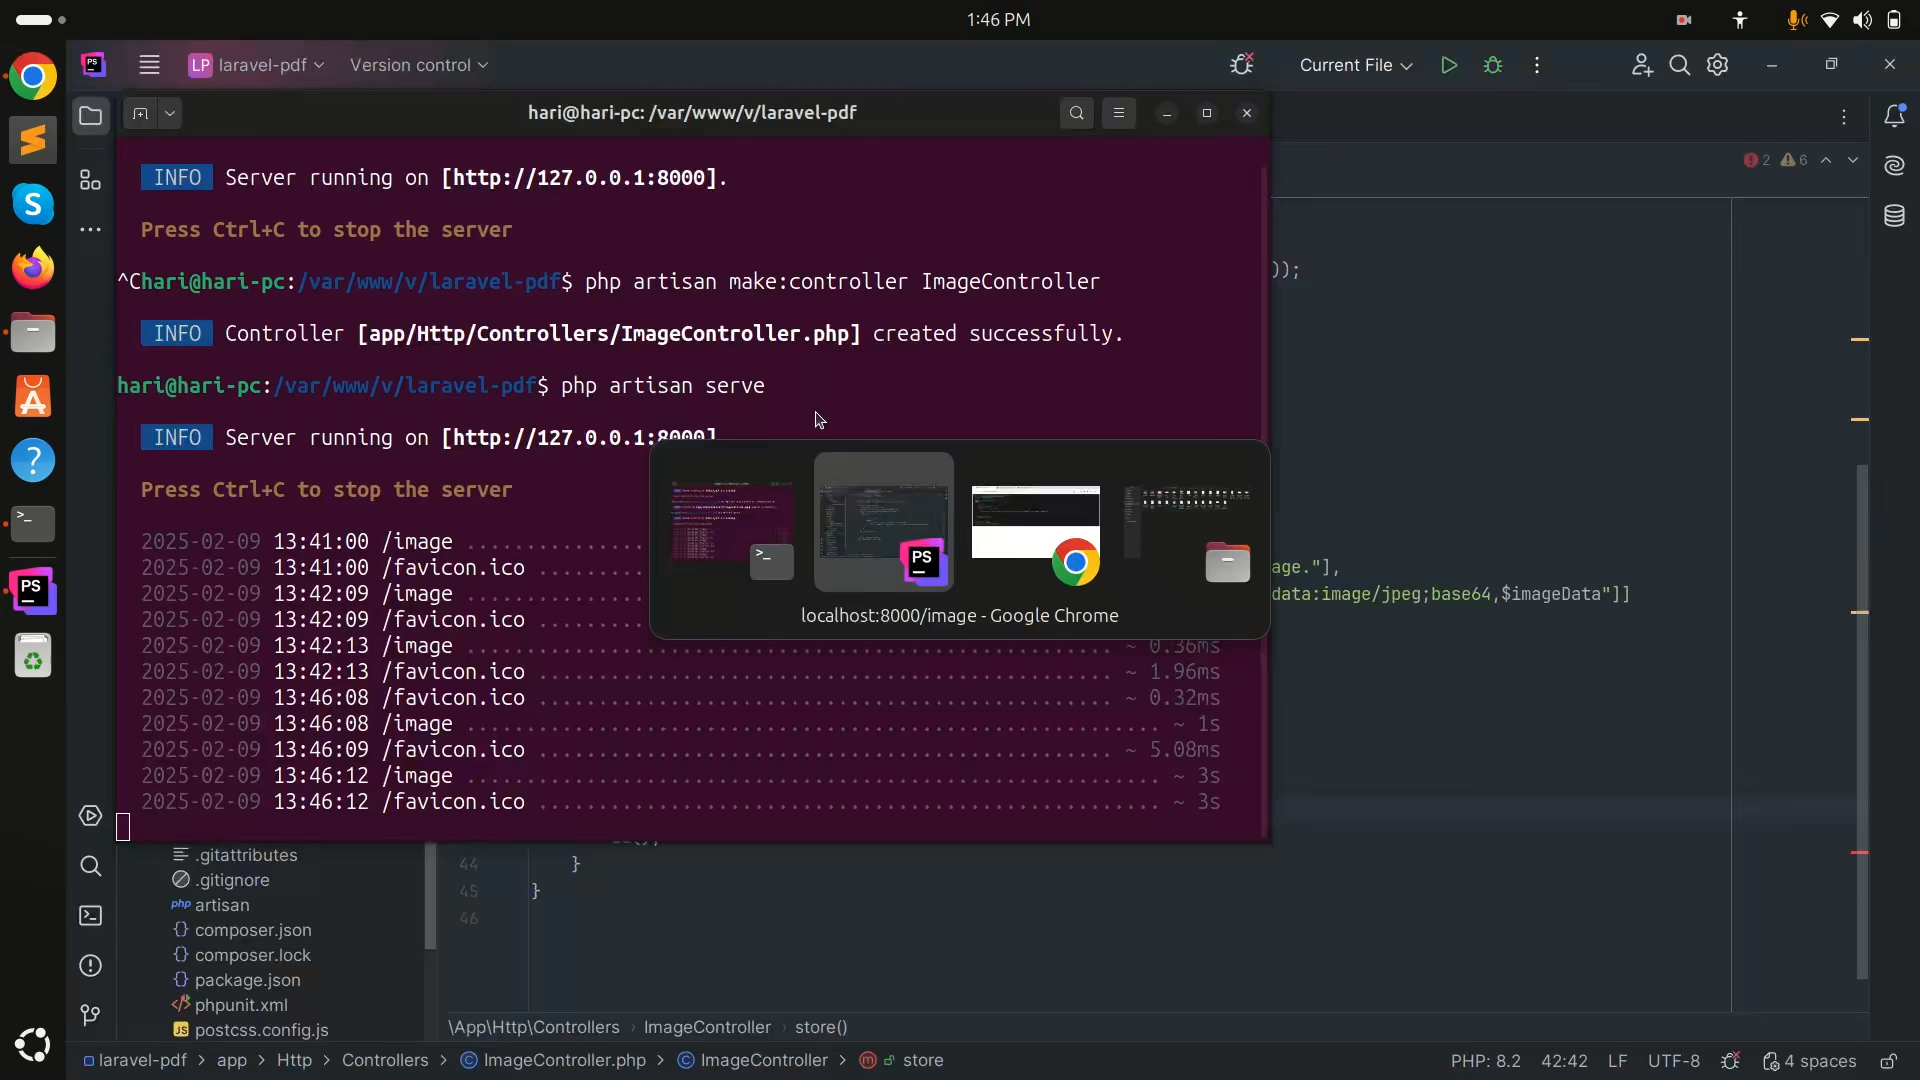 1:46 PM
PS
LP laravel-pdf
Version control
Current File
hari@hari-pc: /var/www/v/laravel-pdf
2 6
INFO Server running on [http://127.0.0.1:8000].
Press Ctrl+C to stop the server
));
^Chari@hari-pc:/var/www/v/laravel-pdf$ php artisan make:controller ImageController
INFO Controller [app/Http/Controllers/ImageController.php] created successfully.
hari@hari-pc:/var/www/v/laravel-pdf$ php artisan serve
INFO Server running on [http://127.0.0.1:8000]
Press Ctrl+C to stop the server
2025-02-09 13:41:00 /image ...............
2025-02-09 13:41:00 /favicon.ico .........
2025-02-09 13:42:09 /image ...............
2025-02-09 13:42:09 /favicon.ico .........
2025-02-09 13:42:13 /image ...................................................... ~ 0.36ms
2025-02-09 13:42:13 /favicon.ico ................................................ ~ 1.96ms
2025-02-09 13:46:08 /favicon.ico ................................................ ~ 0.32ms
2025-02-09 13:46:08 /image .......................................................... ~ 1s
2025-02-09 13:46:09 /favicon.ico ................................................ ~ 5.08ms
2025-02-09 13:46:12 /image .......................................................... ~ 3s
2025-02-09 13:46:12 /favicon.ico .................................................... ~ 3s
PS
localhost:8000/image - Google Chrome
age."],
data:image/jpeg;base64,$imageData"]]
S
PS
.gitattributes
.gitignore
php artisan
composer.json
composer.lock
package.json
phpunit.xml
JS postcss.config.js
44 }
45 }
46
\App\Http\Controllers › ImageController › store()
laravel-pdf > app > Http > Controllers > ImageController.php > ImageController > store
PHP: 8.2 42:42 LF UTF-8 4 spaces